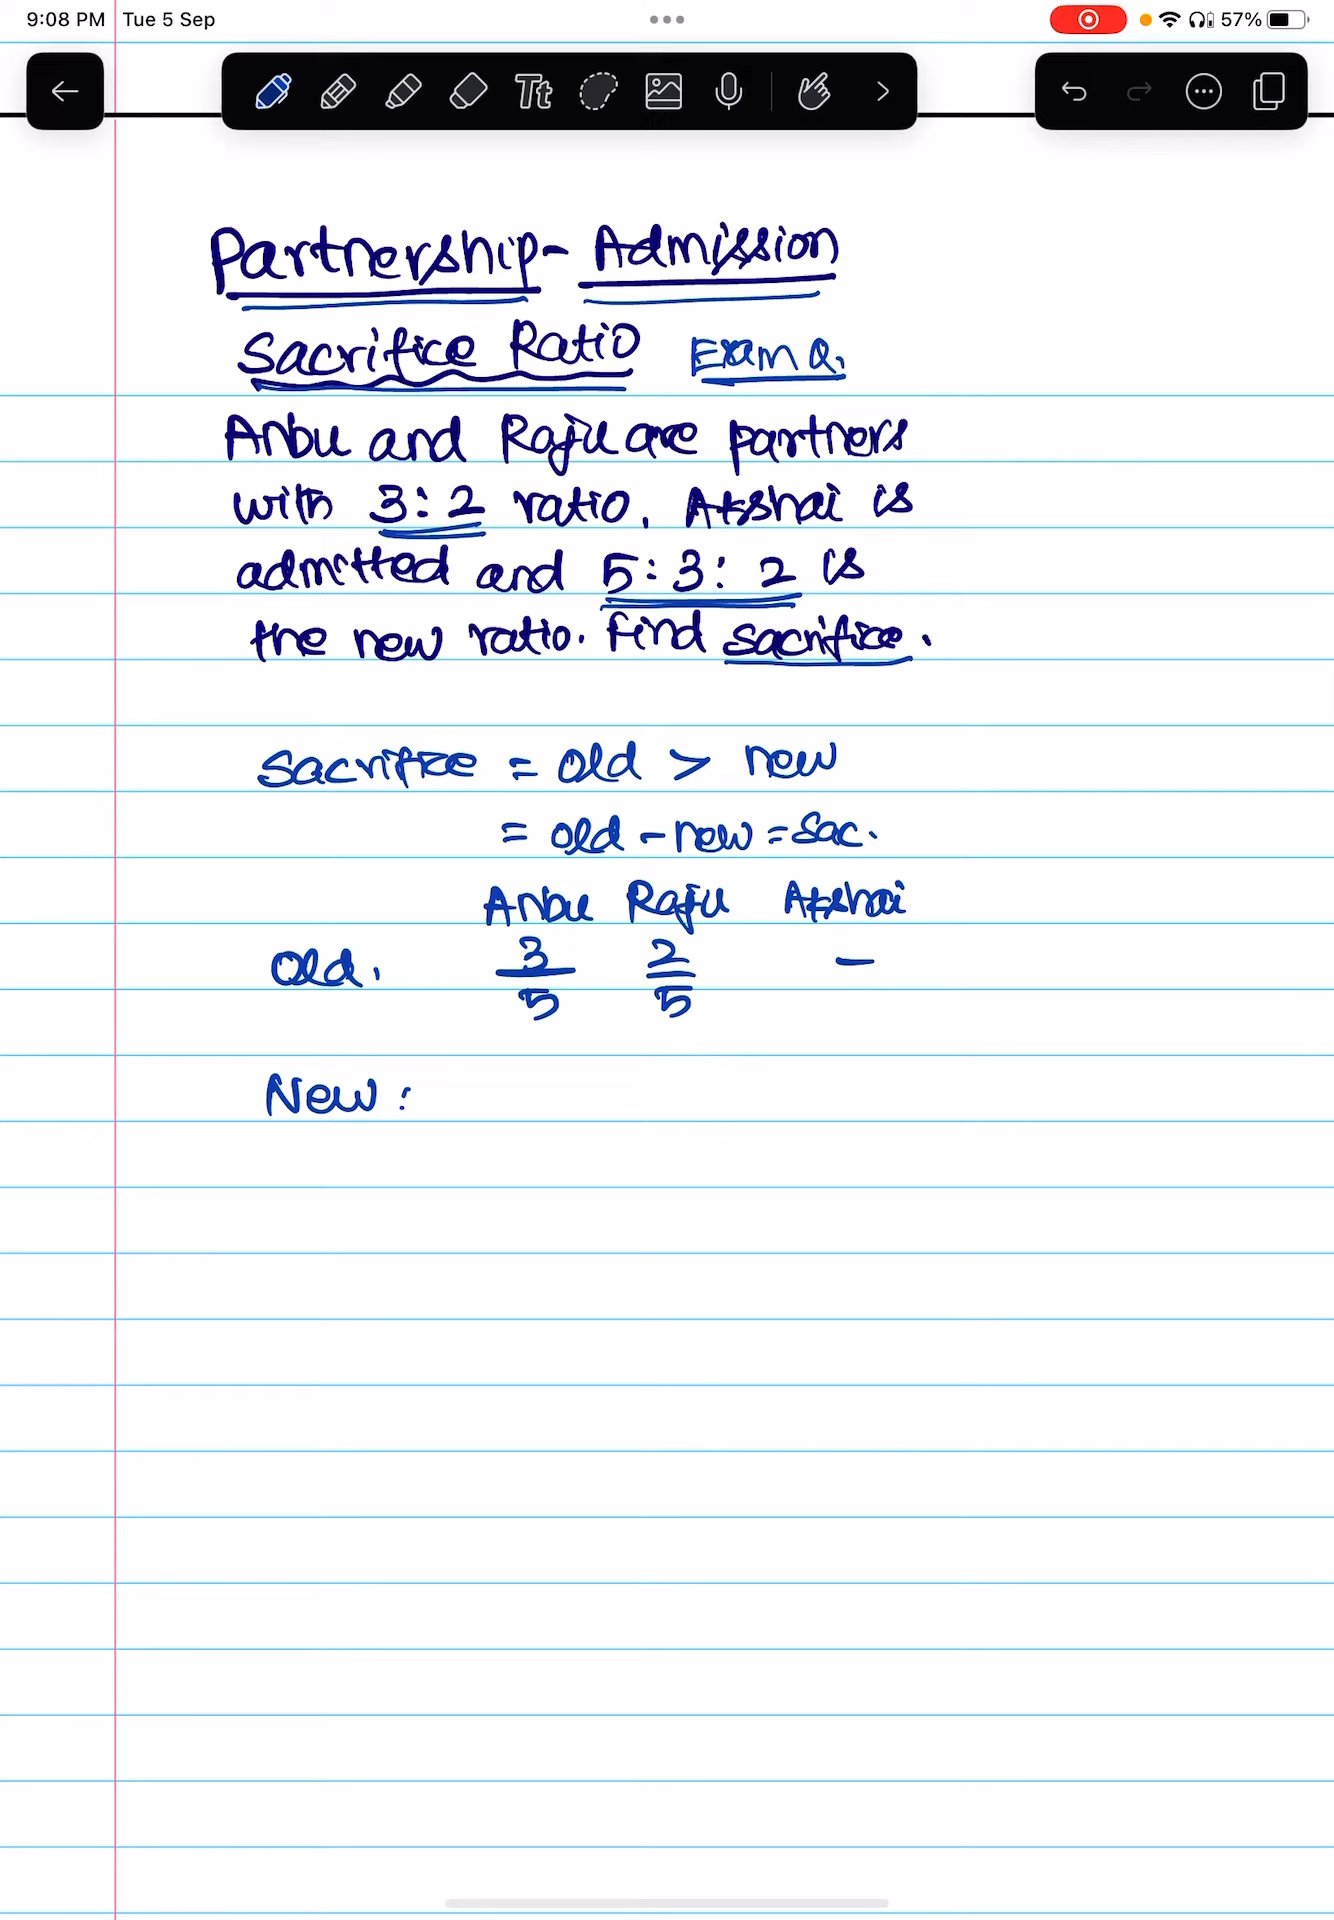 9:08 PM Tue 5 Sep 57%
Tt
Partnership - Admission
Sacrifice Ratio Exam Q.
Anbu and Raju are partners
with 3:2 ratio. Akshai is
admitted and 5:3:2 is
the new ratio. Find sacrifice.
Sacrifice = Old > new
= old - new = Sac.
Anbu Raju Akshai
Old. 3/5 2/5 -
New :